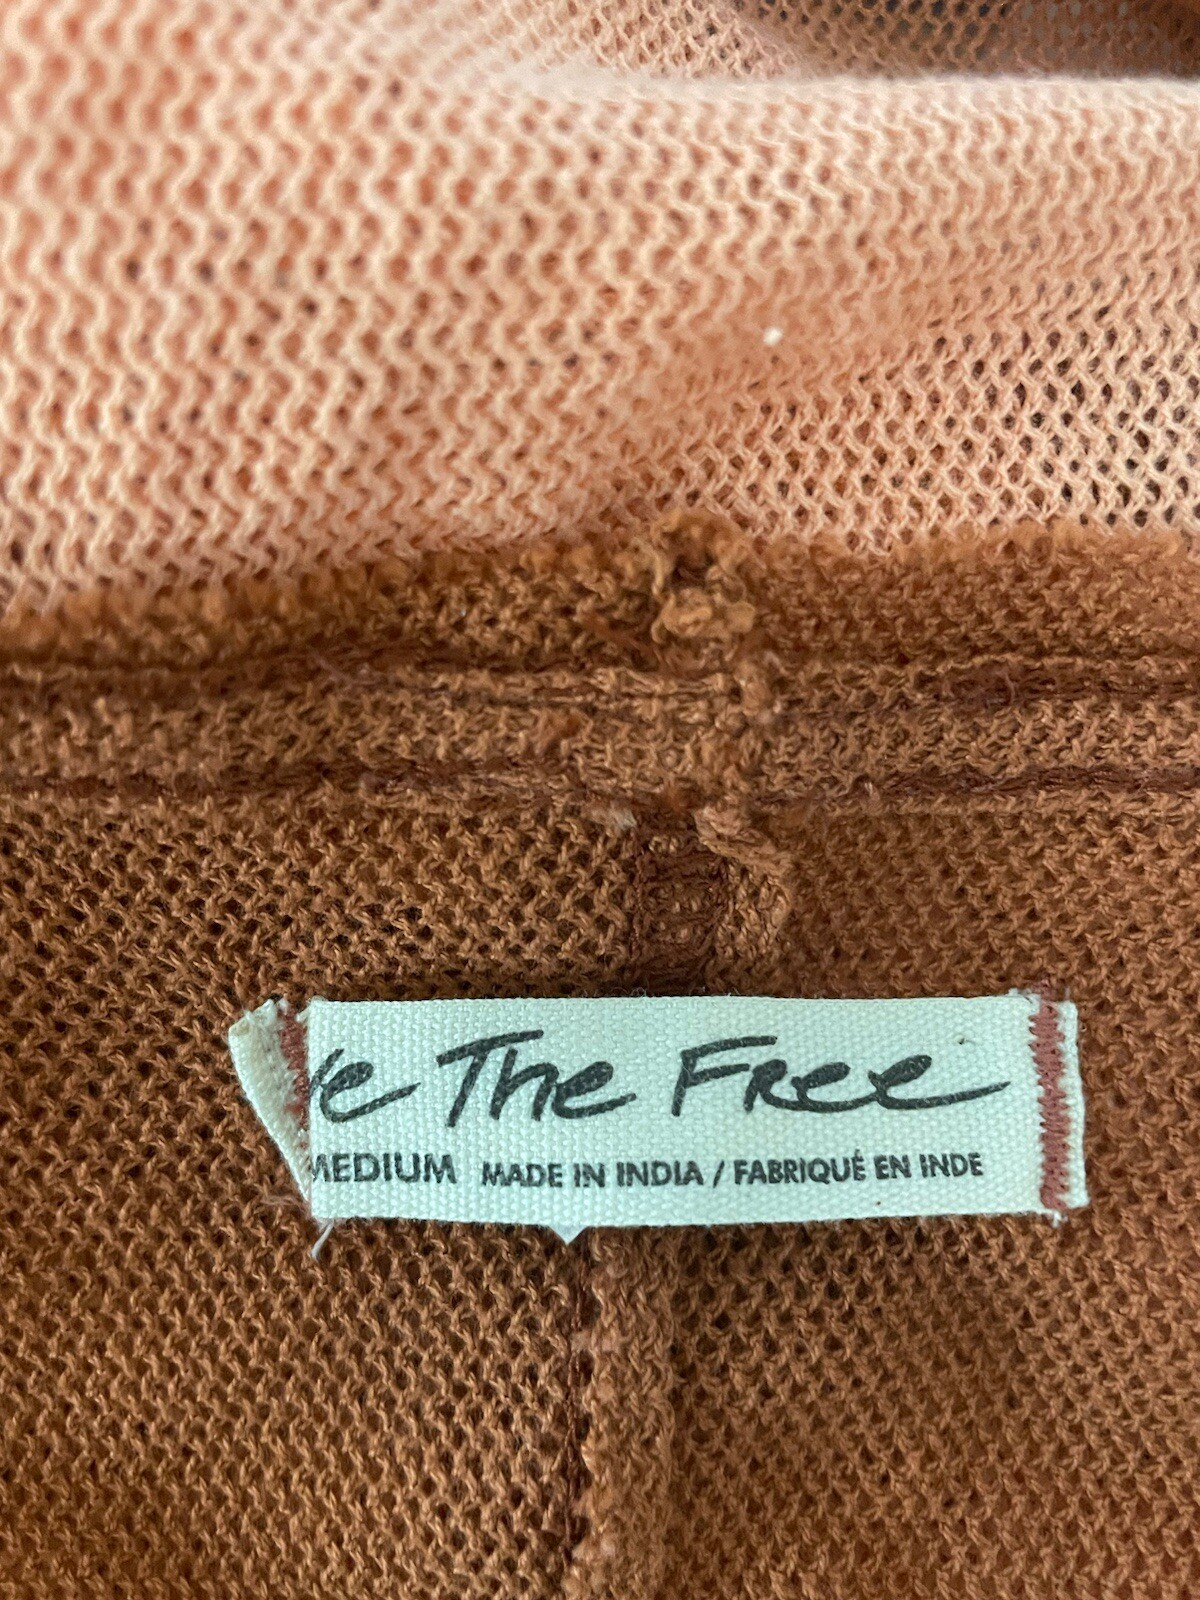 The Free
MEDIUM MADE IN INDIA / FABRIQUÉ EN INDE